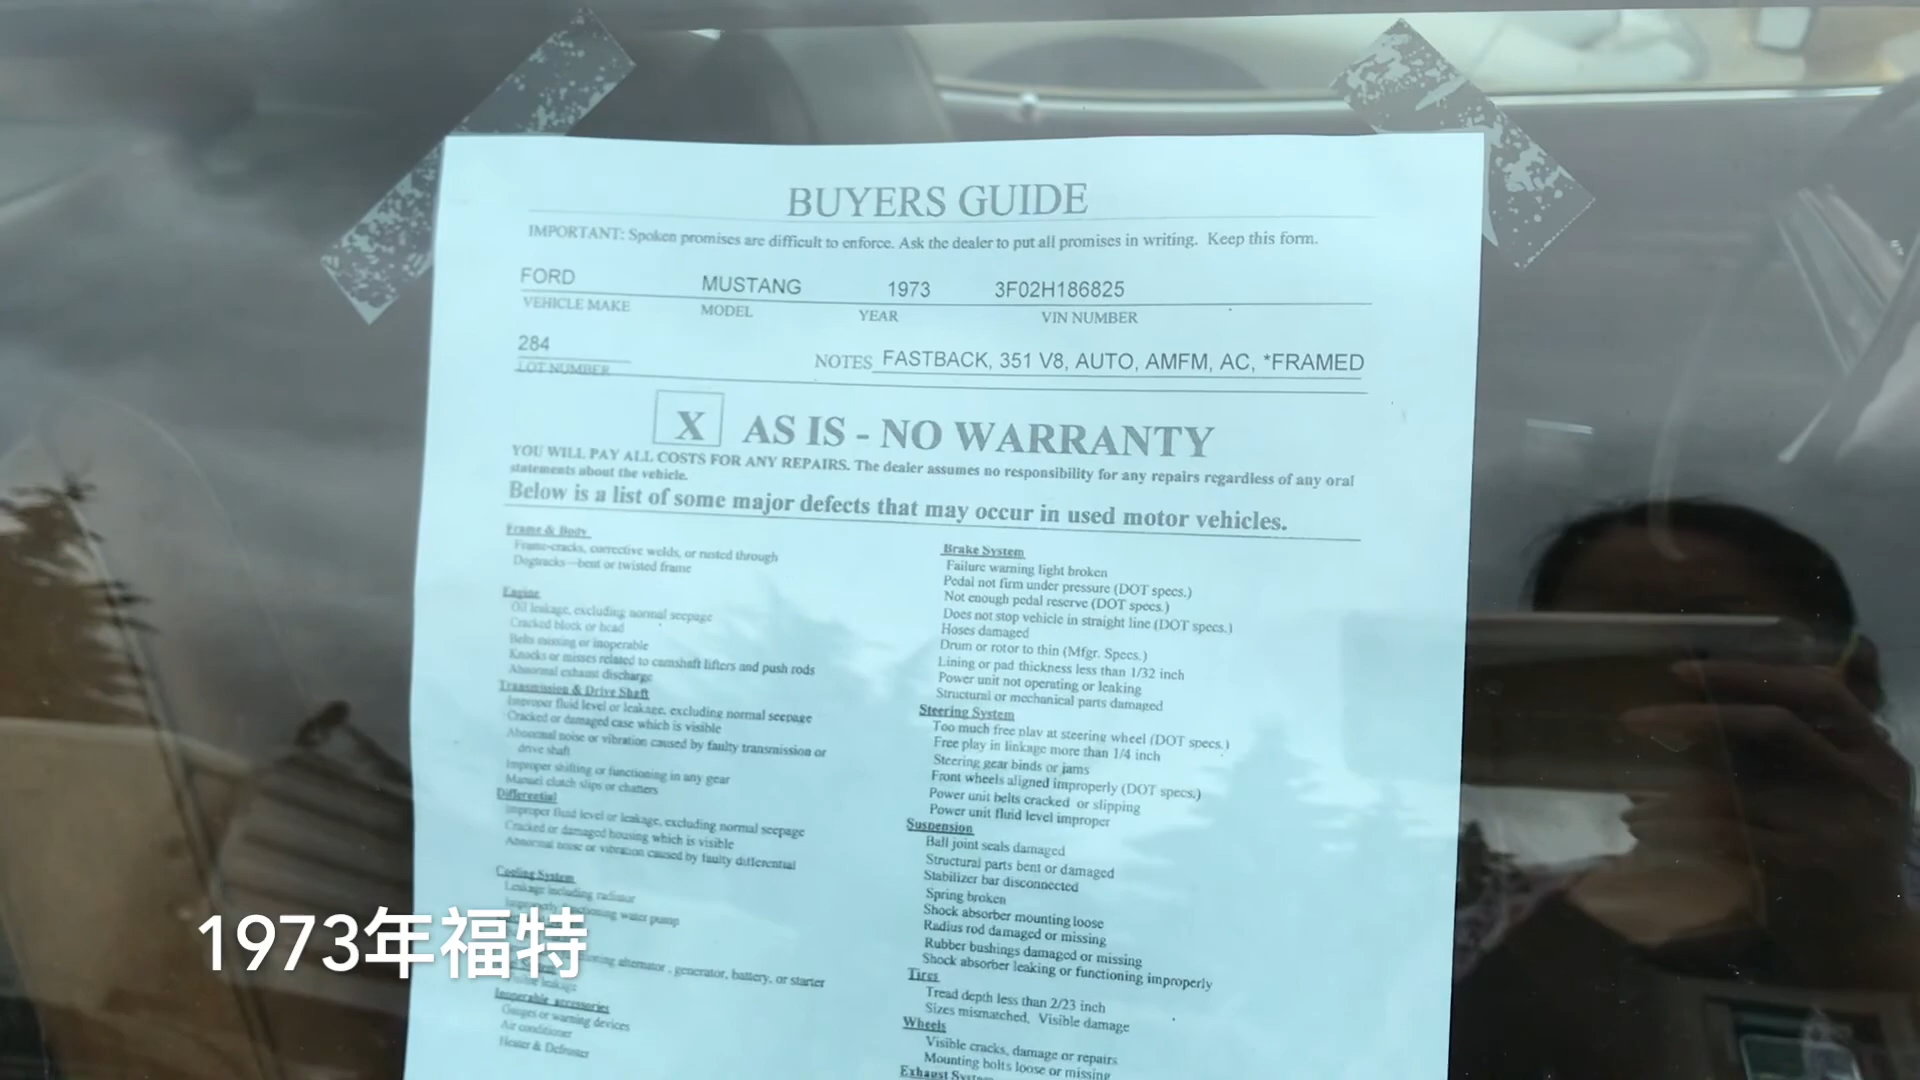 BUYERS GUIDE
IMPORTANT: Spoken promises are difficult to enforce. Ask the dealer to put all promises in writing. Keep this form.
FORD MUSTANG 1973 3F02H186825
VEHICLE MAKE MODEL YEAR VIN NUMBER
284
LOT NUMBER
NOTES FASTBACK, 351 V8, AUTO, AMFM, AC, *FRAMED
X AS IS - NO WARRANTY
YOU WILL PAY ALL COSTS FOR ANY REPAIRS. The dealer assumes no responsibility for any repairs regardless of any oral
statements about the vehicle.
Below is a list of some major defects that may occur in used motor vehicles.
Frame & Body
Frame-cracks, corrective welds, or rusted through
Dogtracks—bent or twisted frame
Engine
Oil leakage, excluding normal seepage
Cracked block or head
Belts missing or inoperable
Knocks or misses related to camshaft lifters and push rods
Abnormal exhaust discharge
Transmission & Drive Shaft
Improper fluid level or leakage, excluding normal seepage
Cracked or damaged case which is visible
Abnormal noise or vibration caused by faulty transmission or
drive shaft
Improper shifting or functioning in any gear
Manuel clutch slips or chatters
Differential
Improper fluid level or leakage, excluding normal seepage
Cracked or damaged housing which is visible
Abnormal noise or vibration caused by faulty differential
Cooling System
Leakage including radiator
Improperly functioning water pump
alternator, generator, battery, or starter
leakage
Inoperable accessories
Gauges or warning devices
Air conditioner
Heater & Defroster
Brake System
Failure warning light broken
Pedal not firm under pressure (DOT specs.)
Not enough pedal reserve (DOT specs.)
Does not stop vehicle in straight line (DOT specs.)
Hoses damaged
Drum or rotor to thin (Mfgr. Specs.)
Lining or pad thickness less than 1/32 inch
Power unit not operating or leaking
Structural or mechanical parts damaged
Steering System
Too much free play at steering wheel (DOT specs.)
Free play in linkage more than 1/4 inch
Steering gear binds or jams
Front wheels aligned improperly (DOT specs.)
Power unit belts cracked or slipping
Power unit fluid level improper
Suspension
Ball joint seals damaged
Structural parts bent or damaged
Stabilizer bar disconnected
Spring broken
Shock absorber mounting loose
Radius rod damaged or missing
Rubber bushings damaged or missing
Shock absorber leaking or functioning improperly
Tires
Tread depth less than 2/23 inch
Sizes mismatched, Visible damage
Wheels
Visible cracks, damage or repairs
Mounting bolts loose or missing
Exhaust
1973年福特